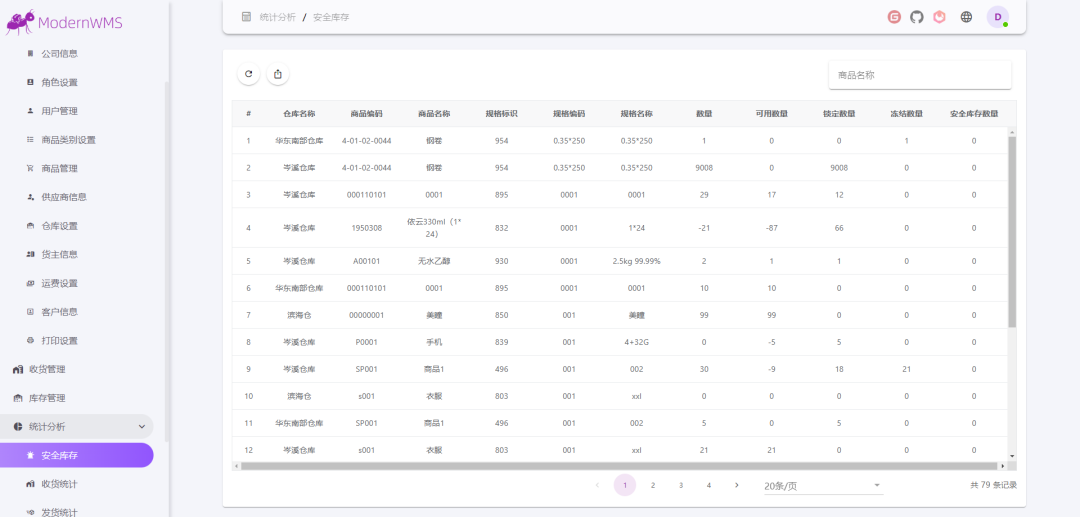 ModernWMS
公司信息
角色设置
用户管理
商品类别设置
商品管理
供应商信息
仓库设置
货主信息
运费设置
客户信息
打印设置
收货管理
库存管理
统计分析
安全库存
收货统计
发货统计
统计分析 / 安全库存
D
商品名称
# 仓库名称 商品编码 商品名称 规格标识 规格编码 规格名称 数量 可用数量 锁定数量 冻结数量 安全库存数量
1 华东南部仓库 4-01-02-0044 钢卷 954 0.35*250 0.35*250 1 0 0 1 0
2 岑溪仓库 4-01-02-0044 钢卷 954 0.35*250 0.35*250 9008 0 9008 0 0
3 岑溪仓库 000110101 0001 895 0001 0001 29 17 12 0 0
4 岑溪仓库 1950308 依云330ml（1*24） 832 0001 1*24 -21 -87 66 0 0
5 岑溪仓库 A00101 无水乙醇 930 0001 2.5kg 99.99% 2 1 1 0 0
6 华东南部仓库 000110101 0001 895 0001 0001 10 10 0 0 0
7 滨海仓 00000001 美瞳 850 001 美瞳 99 99 0 0 0
8 岑溪仓库 P0001 手机 839 001 4+32G 0 -5 5 0 0
9 岑溪仓库 SP001 商品1 496 001 002 30 -9 18 21 0
10 滨海仓 s001 衣服 803 001 xxl 0 0 0 0 0
11 华东南部仓库 SP001 商品1 496 001 002 5 0 5 0 0
12 岑溪仓库 s001 衣服 803 001 xxl 21 21 0 0 0
1 2 3 4 20条/页 共 79 条记录